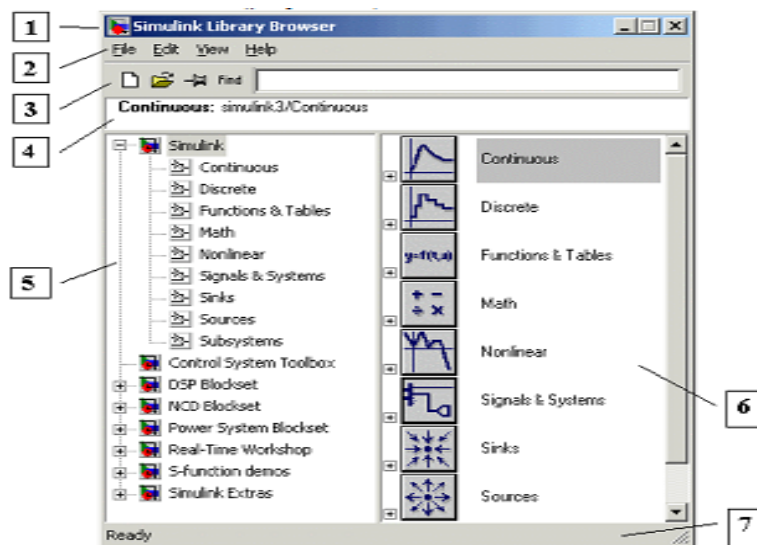 1
Simulink Library Browser
2
File Edit View Help
3
Find
Continuous: simulink3/Continuous
4
Simulink
Continuous
Discrete
Functions & Tables
Math
Nonlinear
Signals & Systems
Sinks
Sources
Subsystems
Control System Toolbox
DSP Blockset
NCD Blockset
Power System Blockset
Real-Time Workshop
S-function demos
Simulink Extras
5
Continuous
Discrete
y=f(t,u)
Functions & Tables
+ −
÷ ×
Math
Nonlinear
Signals & Systems
Sinks
Sources
6
Ready
7